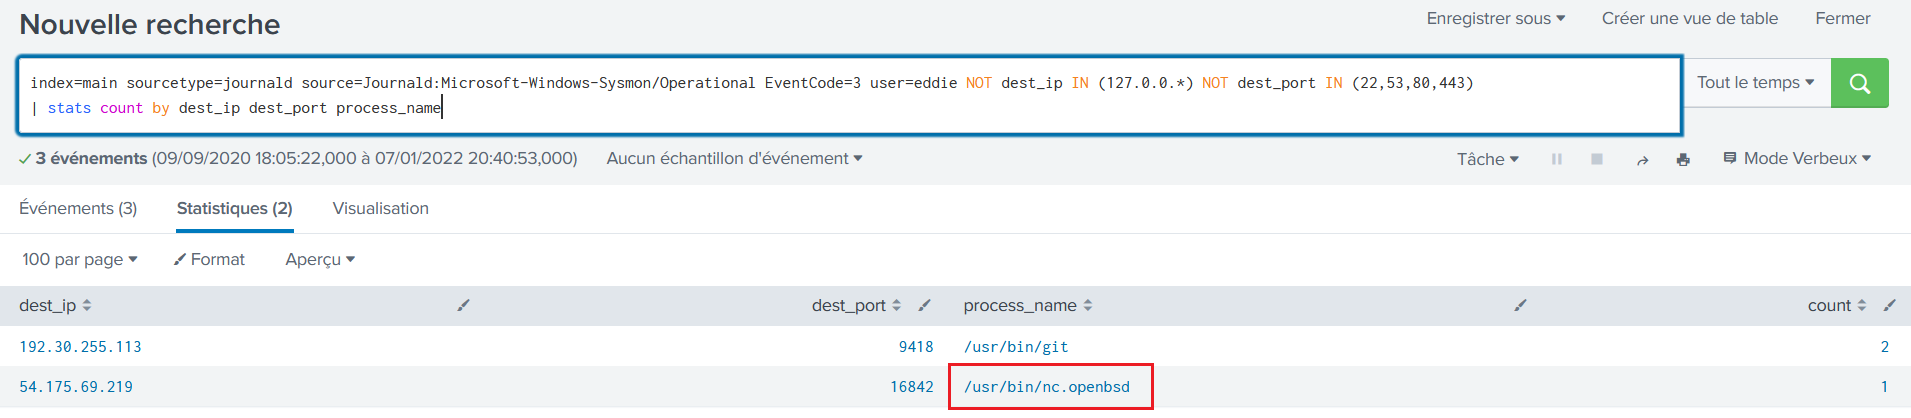 Nouvelle recherche
Enregistrer sous Créer une vue de table Fermer
index=main sourcetype=journald source=Journald:Microsoft-Windows-Sysmon/Operational EventCode=3 user=eddie NOT dest_ip IN (127.0.0.*) NOT dest_port IN (22,53,80,443)
| stats count by dest_ip dest_port process_name
Tout le temps
3 événements (09/09/2020 18:05:22,000 à 07/01/2022 20:40:53,000) Aucun échantillon d'événement Tâche Mode Verbeux
Événements (3) Statistiques (2) Visualisation
100 par page Format Aperçu
dest_ip dest_port process_name count
192.30.255.113 9418 /usr/bin/git 2
54.175.69.219 16842 /usr/bin/nc.openbsd 1